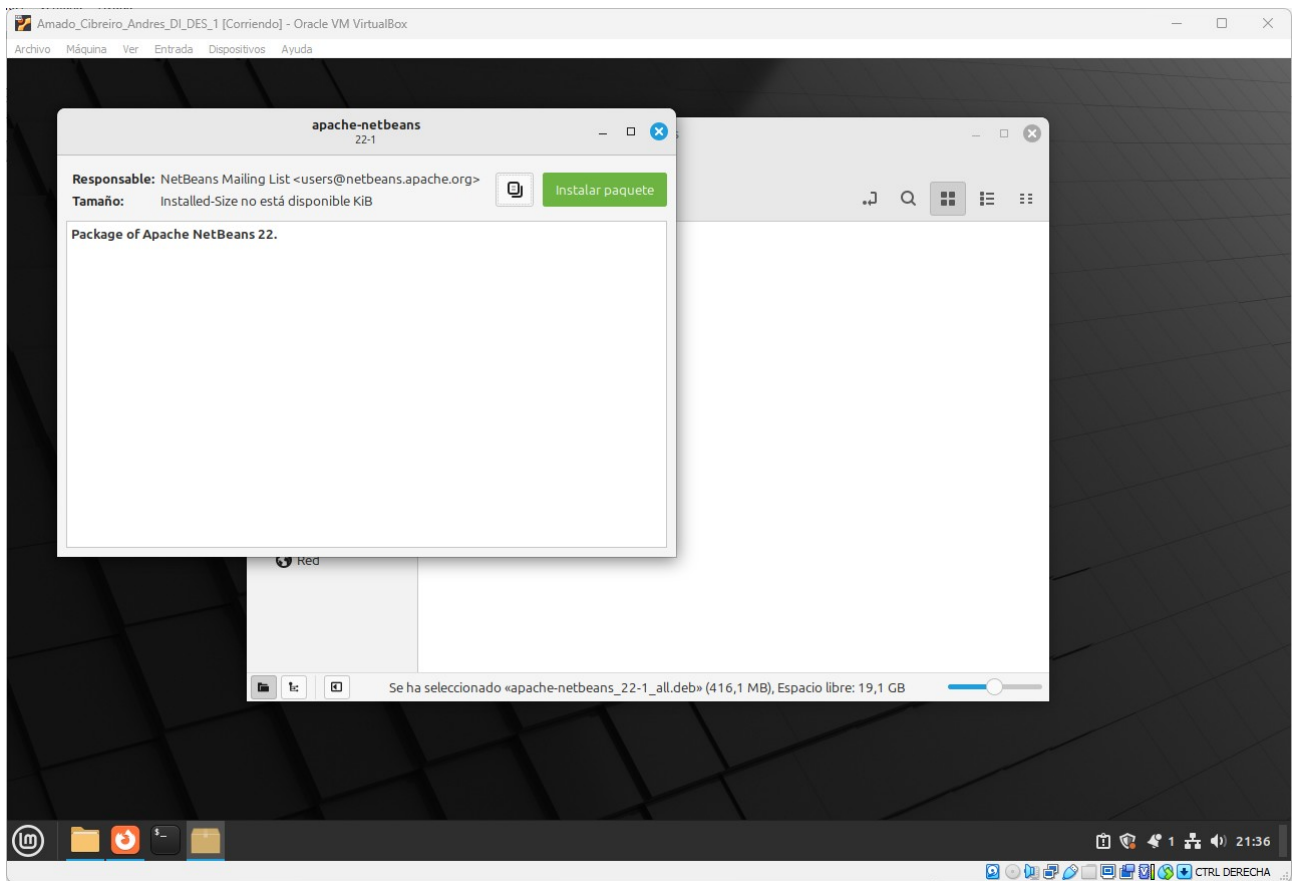 Amado_Cibreiro_Andres_DI_DES_1 [Corriendo] - Oracle VM VirtualBox
Archivo Máquina Ver Entrada Dispositivos Ayuda
apache-netbeans
22-1
Responsable: NetBeans Mailing List <users@netbeans.apache.org>
Instalar paquete
Tamaño: Installed-Size no está disponible KiB
Package of Apache NetBeans 22.
Red
Se ha seleccionado «apache-netbeans_22-1_all.deb» (416,1 MB), Espacio libre: 19,1 GB
1 21:36
CTRL DERECHA